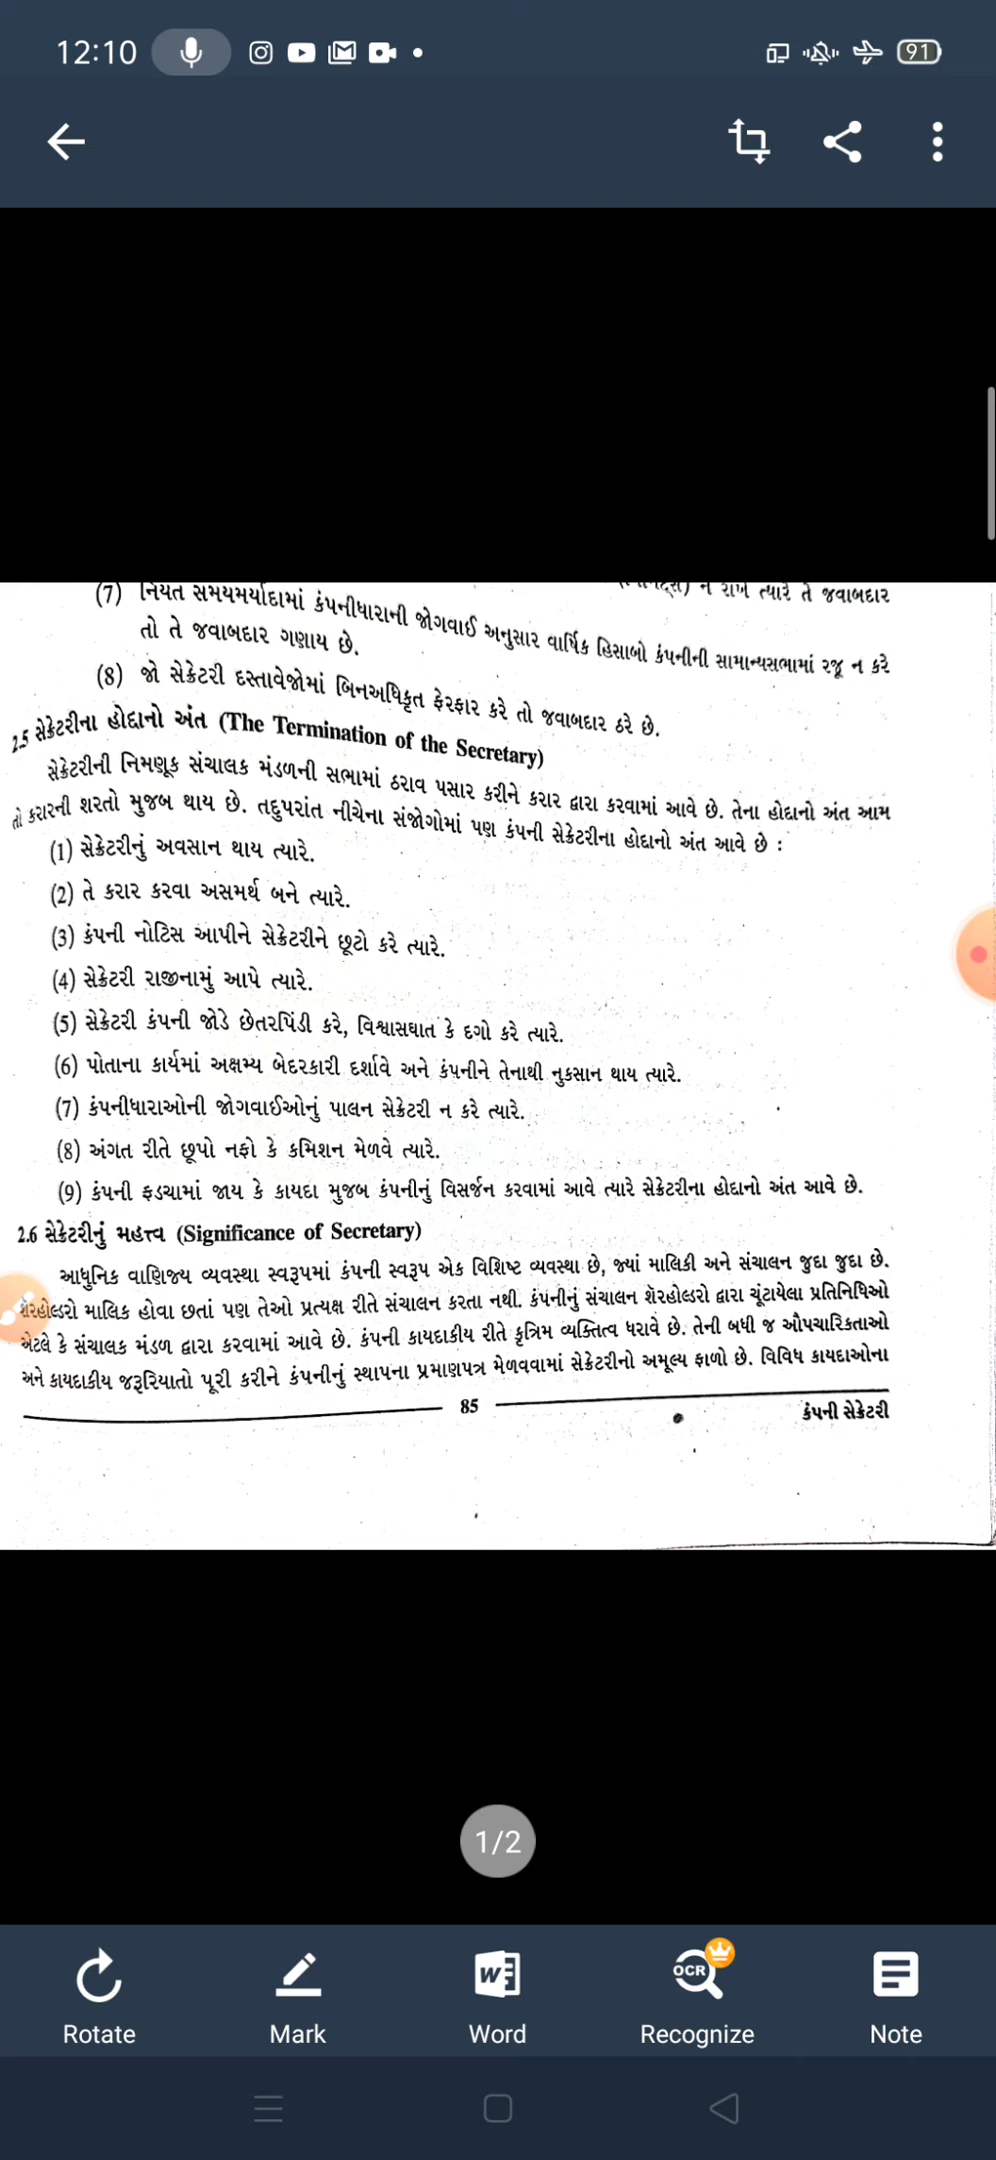 12:10
91
ન રાખે ત્યારે તે જવાબદાર
(7) નિયત સમયમર્યાદામાં કંપનીધારાની જોગવાઈ અનુસાર વાર્ષિક હિસાબો કંપનીની સામાન્યસભામાં રજૂ ન કરે
તો તે જવાબદાર ગણાય છે.
(8) જો સેક્રેટરી દસ્તાવેજોમાં બિનઅધિકૃત ફેરફાર કરે તો જવાબદાર ઠરે છે.
2.5 સેક્રેટરીના હોદ્દાનો અંત (The Termination of the Secretary)
સેક્રેટરીની નિમણૂક સંચાલક મંડળની સભામાં ઠરાવ પસાર કરીને કરાર દ્વારા કરવામાં આવે છે. તેના હોદ્દાનો અંત આમ
તો કરારની શરતો મુજબ થાય છે. તદુપરાંત નીચેના સંજોગોમાં પણ કંપની સેક્રેટરીના હોદ્દાનો અંત આવે છે :
(1) સેક્રેટરીનું અવસાન થાય ત્યારે.
(2) તે કરાર કરવા અસમર્થ બને ત્યારે.
(3) કંપની નોટિસ આપીને સેક્રેટરીને છૂટો કરે ત્યારે.
(4) સેક્રેટરી રાજીનામું આપે ત્યારે.
(5) સેક્રેટરી કંપની જોડે છેતરપિંડી કરે, વિશ્વાસઘાત કે દગો કરે ત્યારે.
(6) પોતાના કાર્યમાં અક્ષમ્ય બેદરકારી દર્શાવે અને કંપનીને તેનાથી નુકસાન થાય ત્યારે.
(7) કંપનીધારાઓની જોગવાઈઓનું પાલન સેક્રેટરી ન કરે ત્યારે.
(8) અંગત રીતે છૂપો નફો કે કમિશન મેળવે ત્યારે.
(9) કંપની ફડચામાં જાય કે કાયદા મુજબ કંપનીનું વિસર્જન કરવામાં આવે ત્યારે સેક્રેટરીના હોદ્દાનો અંત આવે છે.
2.6 સેક્રેટરીનું મહત્ત્વ (Significance of Secretary)
આધુનિક વાણિજ્ય વ્યવસ્થા સ્વરૂપમાં કંપની સ્વરૂપ એક વિશિષ્ટ વ્યવસ્થા છે, જ્યાં માલિકી અને સંચાલન જુદા જુદા છે.
શેરહોલ્ડરો માલિક હોવા છતાં પણ તેઓ પ્રત્યક્ષ રીતે સંચાલન કરતા નથી. કંપનીનું સંચાલન શૅરહોલ્ડરો દ્વારા ચૂંટાયેલા પ્રતિનિધિઓ
એટલે કે સંચાલક મંડળ દ્વારા કરવામાં આવે છે. કંપની કાયદાકીય રીતે કૃત્રિમ વ્યક્તિત્વ ધરાવે છે. તેની બધી જ ઔપચારિકતાઓ
અને કાયદાકીય જરૂરિયાતો પૂરી કરીને કંપનીનું સ્થાપના પ્રમાણપત્ર મેળવવામાં સેક્રેટરીનો અમૂલ્ય ફાળો છે. વિવિધ કાયદાઓના
85
કંપની સેક્રેટરી
1/2
OCR
Rotate Mark Word Recognize Note